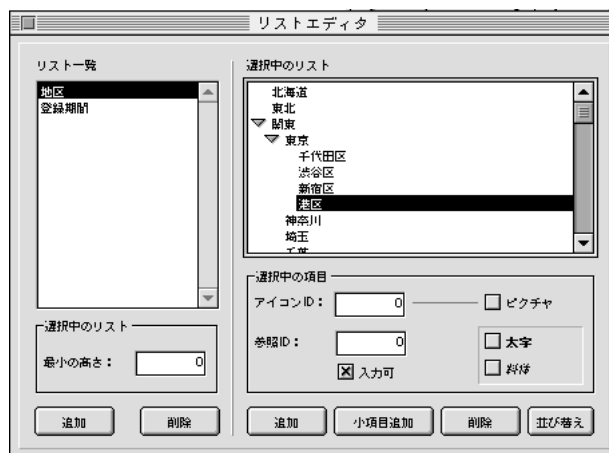 リストエディタ
リスト一覧
地区
登録期間
選択中のリスト
最小の高さ： 0
追加 削除
選択中のリスト
北海道
東北
関東
東京
千代田区
渋谷区
新宿区
港区
神奈川
埼玉
千葉
選択中の項目
アイコンID： 0 ピクチャ
参照ID： 0 太字
入力可 斜体
追加 小項目追加 削除 並び替え